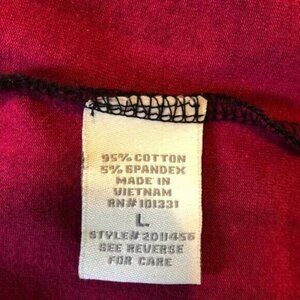 95% COTTON
5% SPANDEX
MADE IN
VIETNAM
RN# 101331
L
STYLE# 2011456
SEE REVERSE
FOR CARE